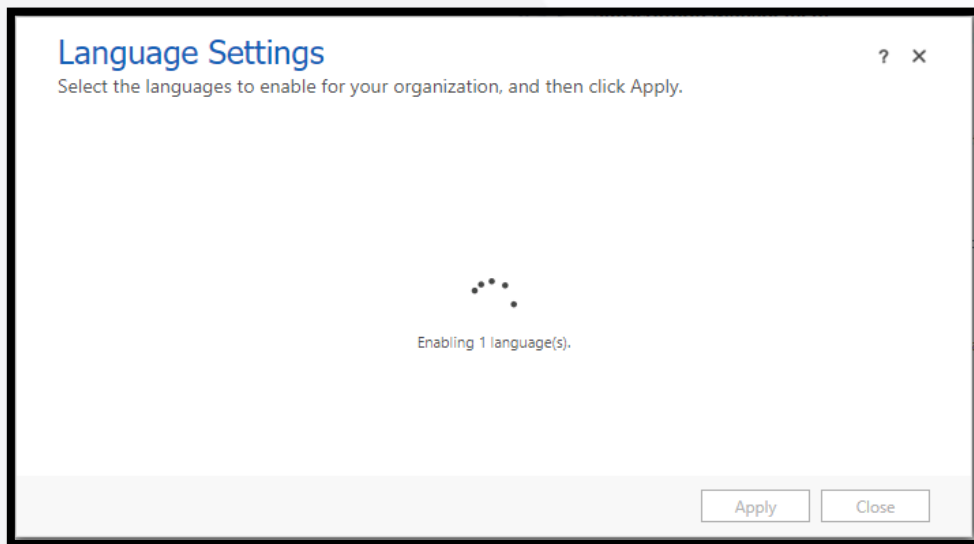 Language Settings
? ×
Select the languages to enable for your organization, and then click Apply.
Enabling 1 language(s).
Apply Close